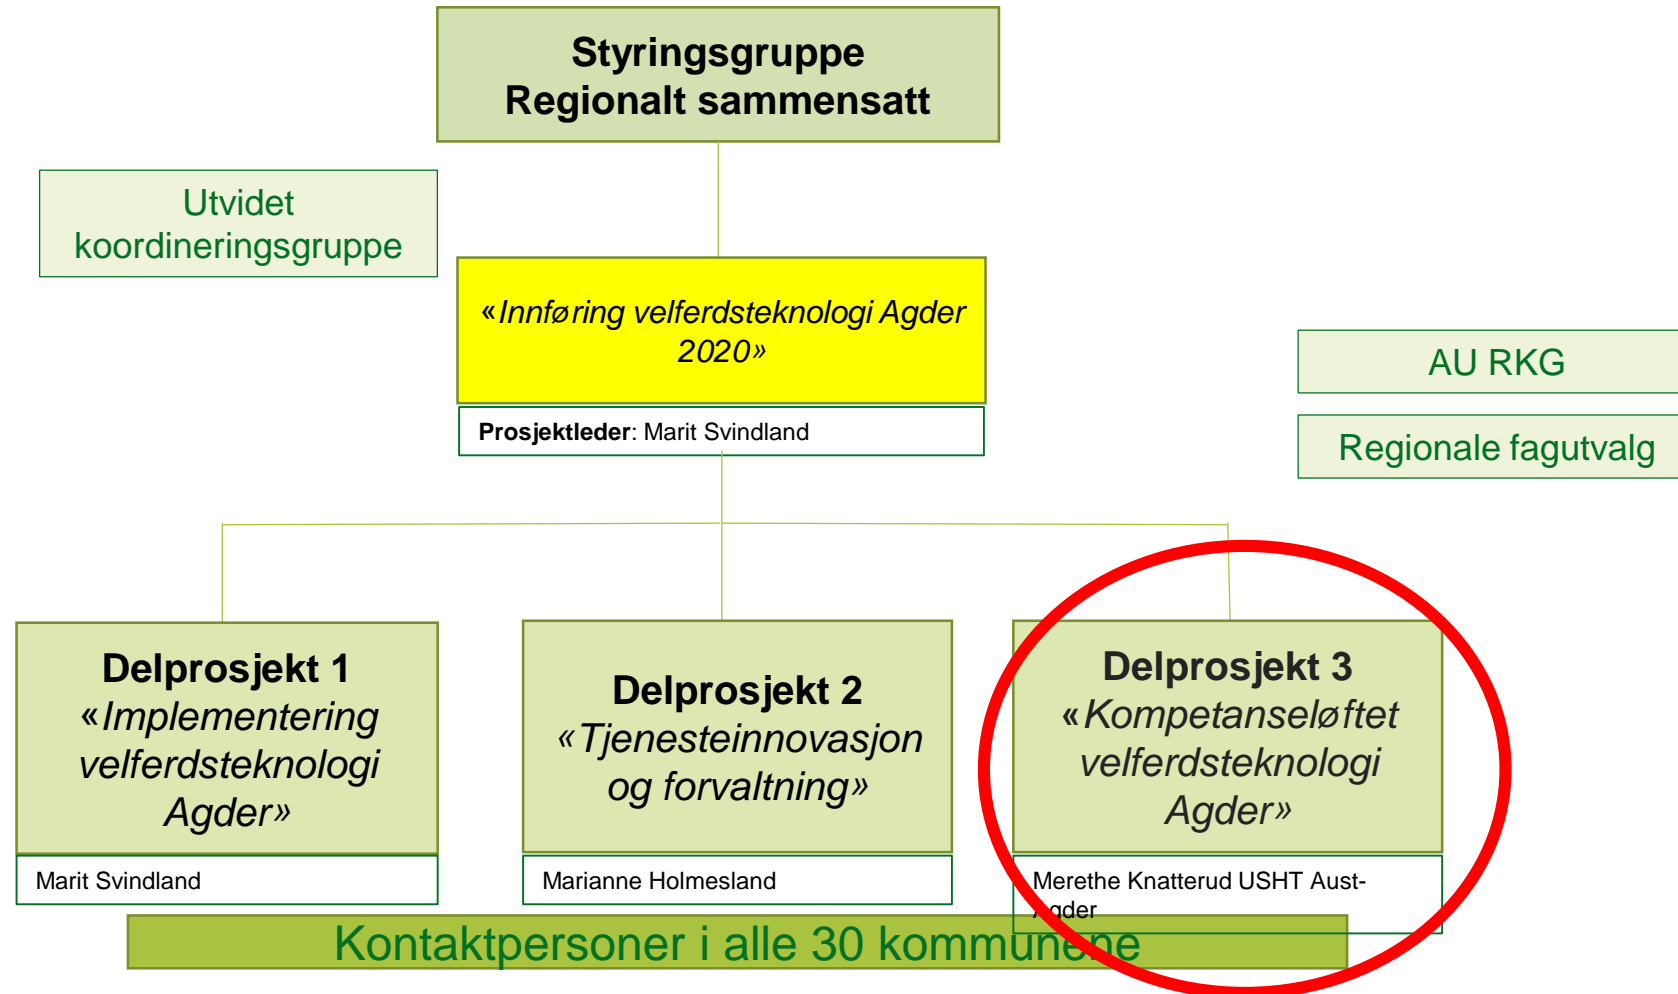 Styringsgruppe
Regionalt sammensatt
Utvidet
koordineringsgruppe
«Innføring velferdsteknologi Agder
2020»
Prosjektleder: Marit Svindland
AU RKG
Regionale fagutvalg
Delprosjekt 1
«Implementering
velferdsteknologi
Agder»
Marit Svindland
Delprosjekt 2
«Tjenesteinnovasjon
og forvaltning»
Marianne Holmesland
Delprosjekt 3
«Kompetanseløftet
velferdsteknologi
Agder»
Merethe Knatterud USHT Aust-
Agder
Kontaktpersoner i alle 30 kommunene